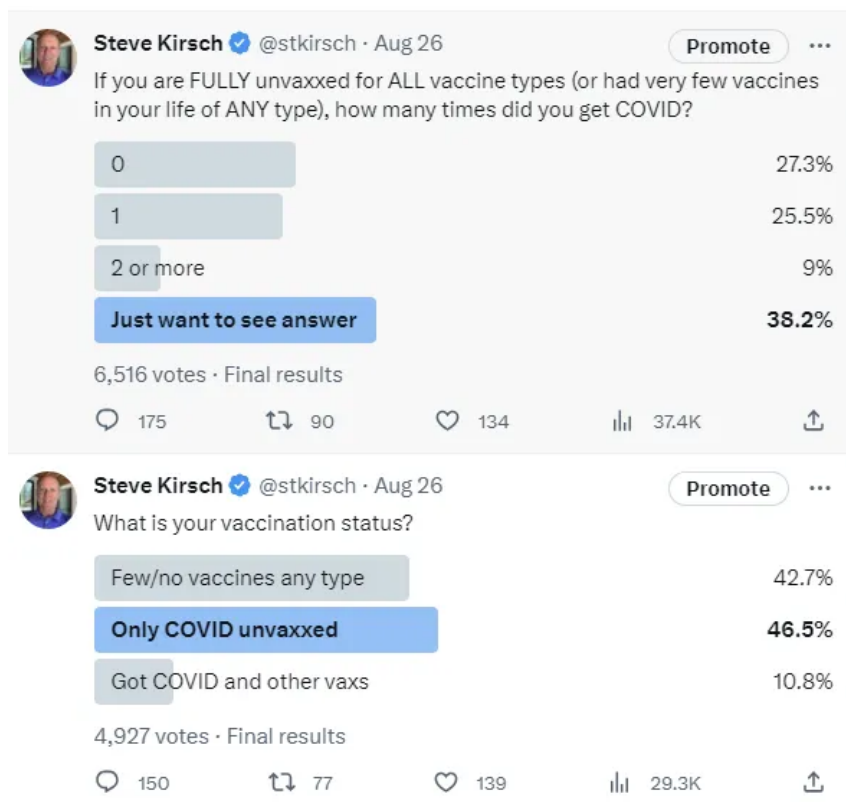 Steve Kirsch @stkirsch · Aug 26 Promote ···
If you are FULLY unvaxxed for ALL vaccine types (or had very few vaccines
in your life of ANY type), how many times did you get COVID?
0 27.3%
1 25.5%
2 or more 9%
Just want to see answer 38.2%
6,516 votes · Final results
175 90 134 37.4K
Steve Kirsch @stkirsch · Aug 26 Promote ···
What is your vaccination status?
Few/no vaccines any type 42.7%
Only COVID unvaxxed 46.5%
Got COVID and other vaxs 10.8%
4,927 votes · Final results
150 77 139 29.3K